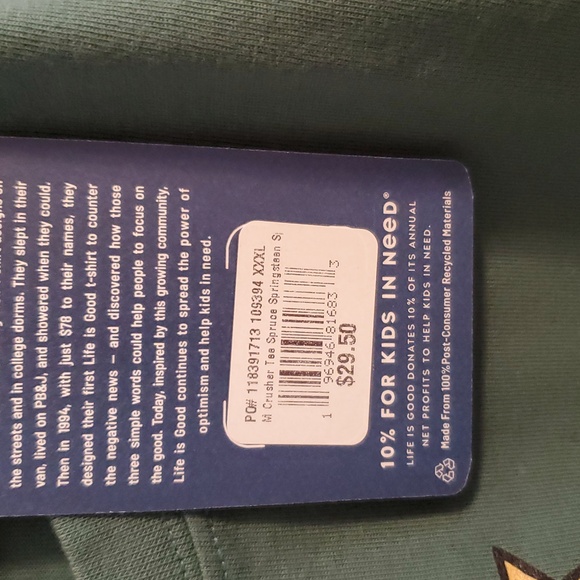 the streets and in college dorms. They slept in their
van, lived on PB&J, and showered when they could.
Then in 1994, with just $78 to their names, they
designed their first Life is Good t-shirt to counter
the negative news – and discovered how those
three simple words could help people to focus on
the good. Today, inspired by this growing community,
Life is Good continues to spread the power of
optimism and help kids in need.
PO# 118391713 109394 XXXL
M Crusher Tee Spruce Springsteen S
1 96946 81683 3
$29.50
10% FOR KIDS IN NEED®
LIFE IS GOOD DONATES 10% OF ITS ANNUAL
NET PROFITS TO HELP KIDS IN NEED.
Made From 100% Post-Consumer Recycled Materials